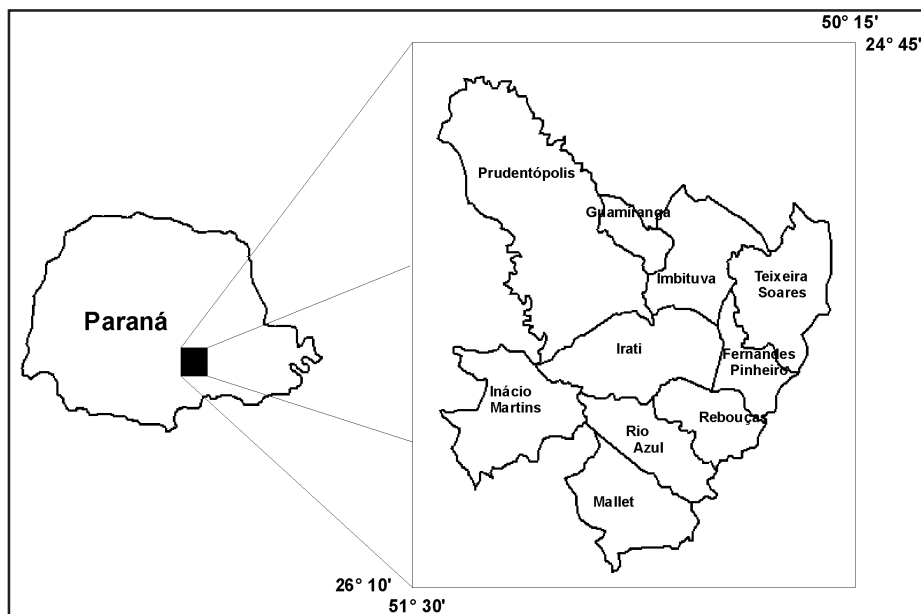 50° 15'
24° 45'
Prudentópolis
Guamiranga
Imbituva
Teixeira
Soares
Paraná
Irati
Fernandes
Pinheiro
Inácio
Martins
Rebouças
Rio
Azul
Mallet
26° 10'
51° 30'